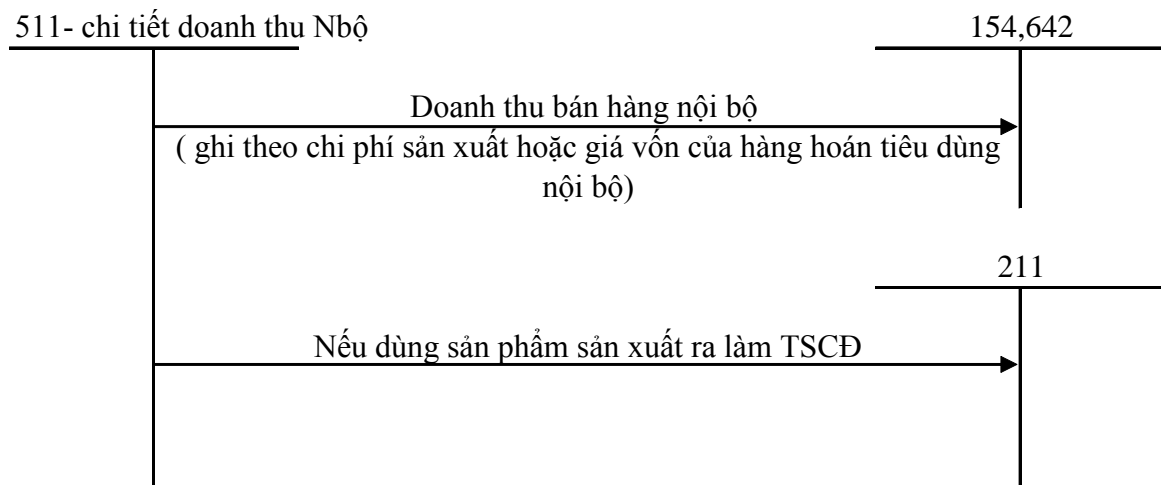 511- chi tiết doanh thu Nbộ
154,642
Doanh thu bán hàng nội bộ
( ghi theo chi phí sản xuất hoặc giá vốn của hàng hoán tiêu dùng
nội bộ)
211
Nếu dùng sản phẩm sản xuất ra làm TSCĐ